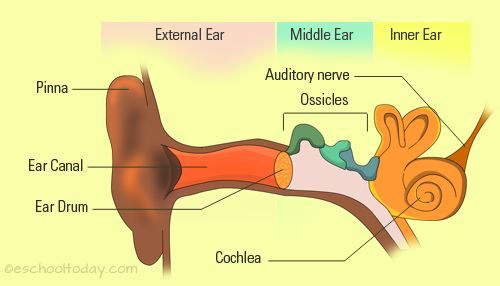 External Ear
Middle Ear
Inner Ear
Auditory nerve
Pinna
Ossicles
Ear Canal
Ear Drum
Cochlea
©eschooltoday.com